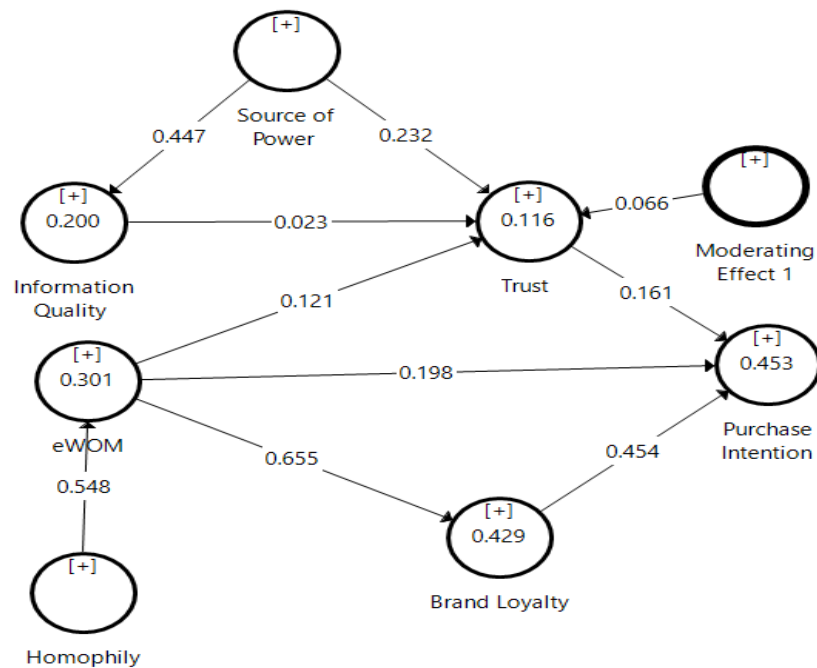 [+]
Source of
Power
0.447
0.232
[+]
[+]
0.200
Information
Quality
0.023
[+]
0.116
Trust
0.066
Moderating
Effect 1
0.121
0.161
[+]
0.301
eWOM
0.198
[+]
0.453
Purchase
Intention
0.655
0.454
0.548
[+]
0.429
Brand Loyalty
[+]
Homophily